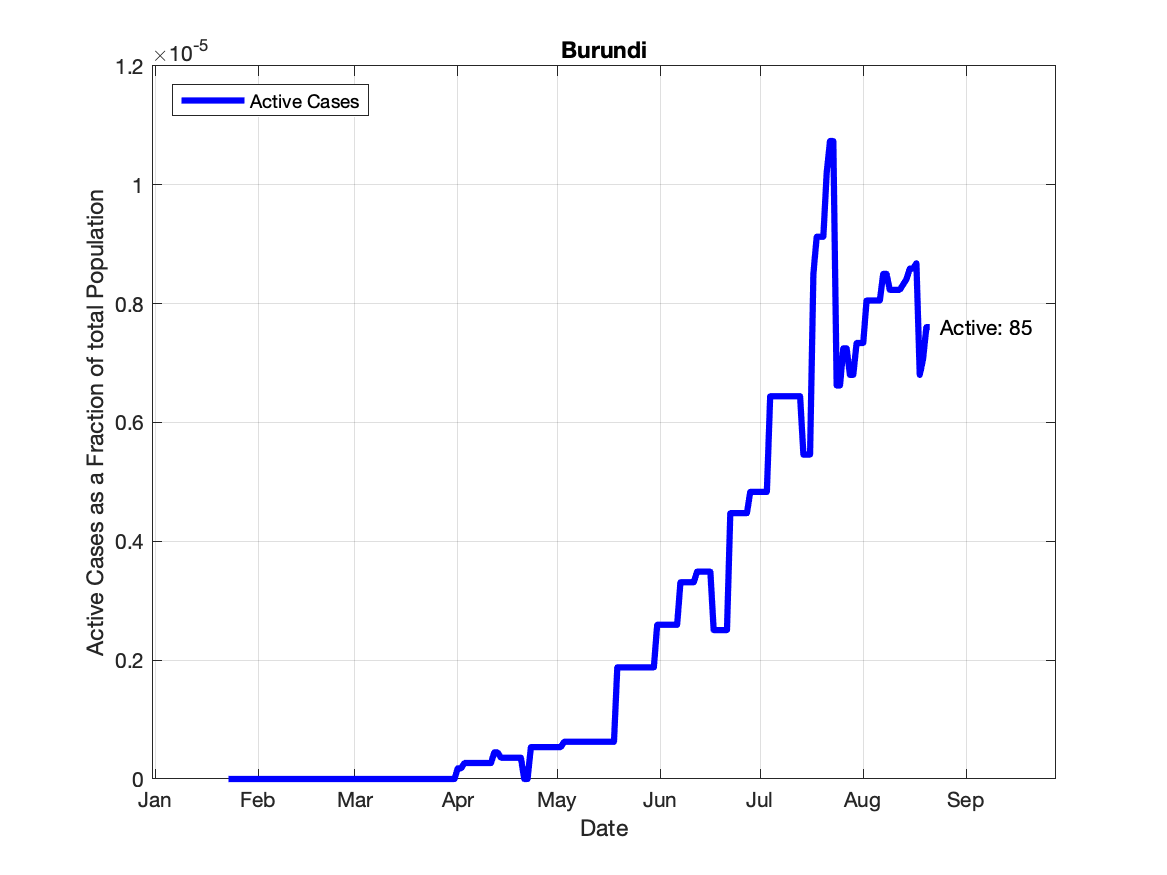 Burundi
×10-5
1.2
1
0.8
0.6
0.4
0.2
0
Active Cases
Active: 85
Active Cases as a Fraction of total Population
Jan Feb Mar Apr May Jun Jul Aug Sep
Date